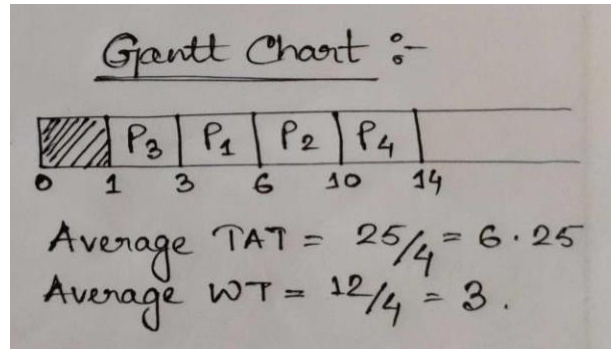 Gantt Chart :-
P3 P1 P2 P4
0 1 3 6 10 14
Average TAT = 25/4 = 6.25
Average WT = 12/4 = 3.